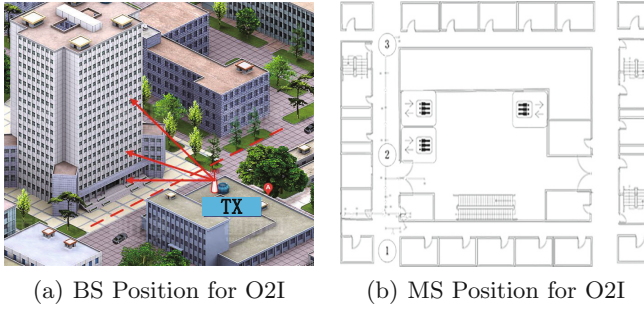 A
TX
3
2
1
(a) BS Position for O2I
(b) MS Position for O2I